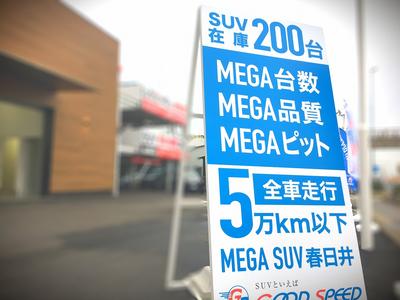 SUV
在庫200台
MEGA台数
MEGA品質
MEGAピット
5
全車走行
万km以下
MEGA SUV 春日井
SUVといえば
GOOD SPEED